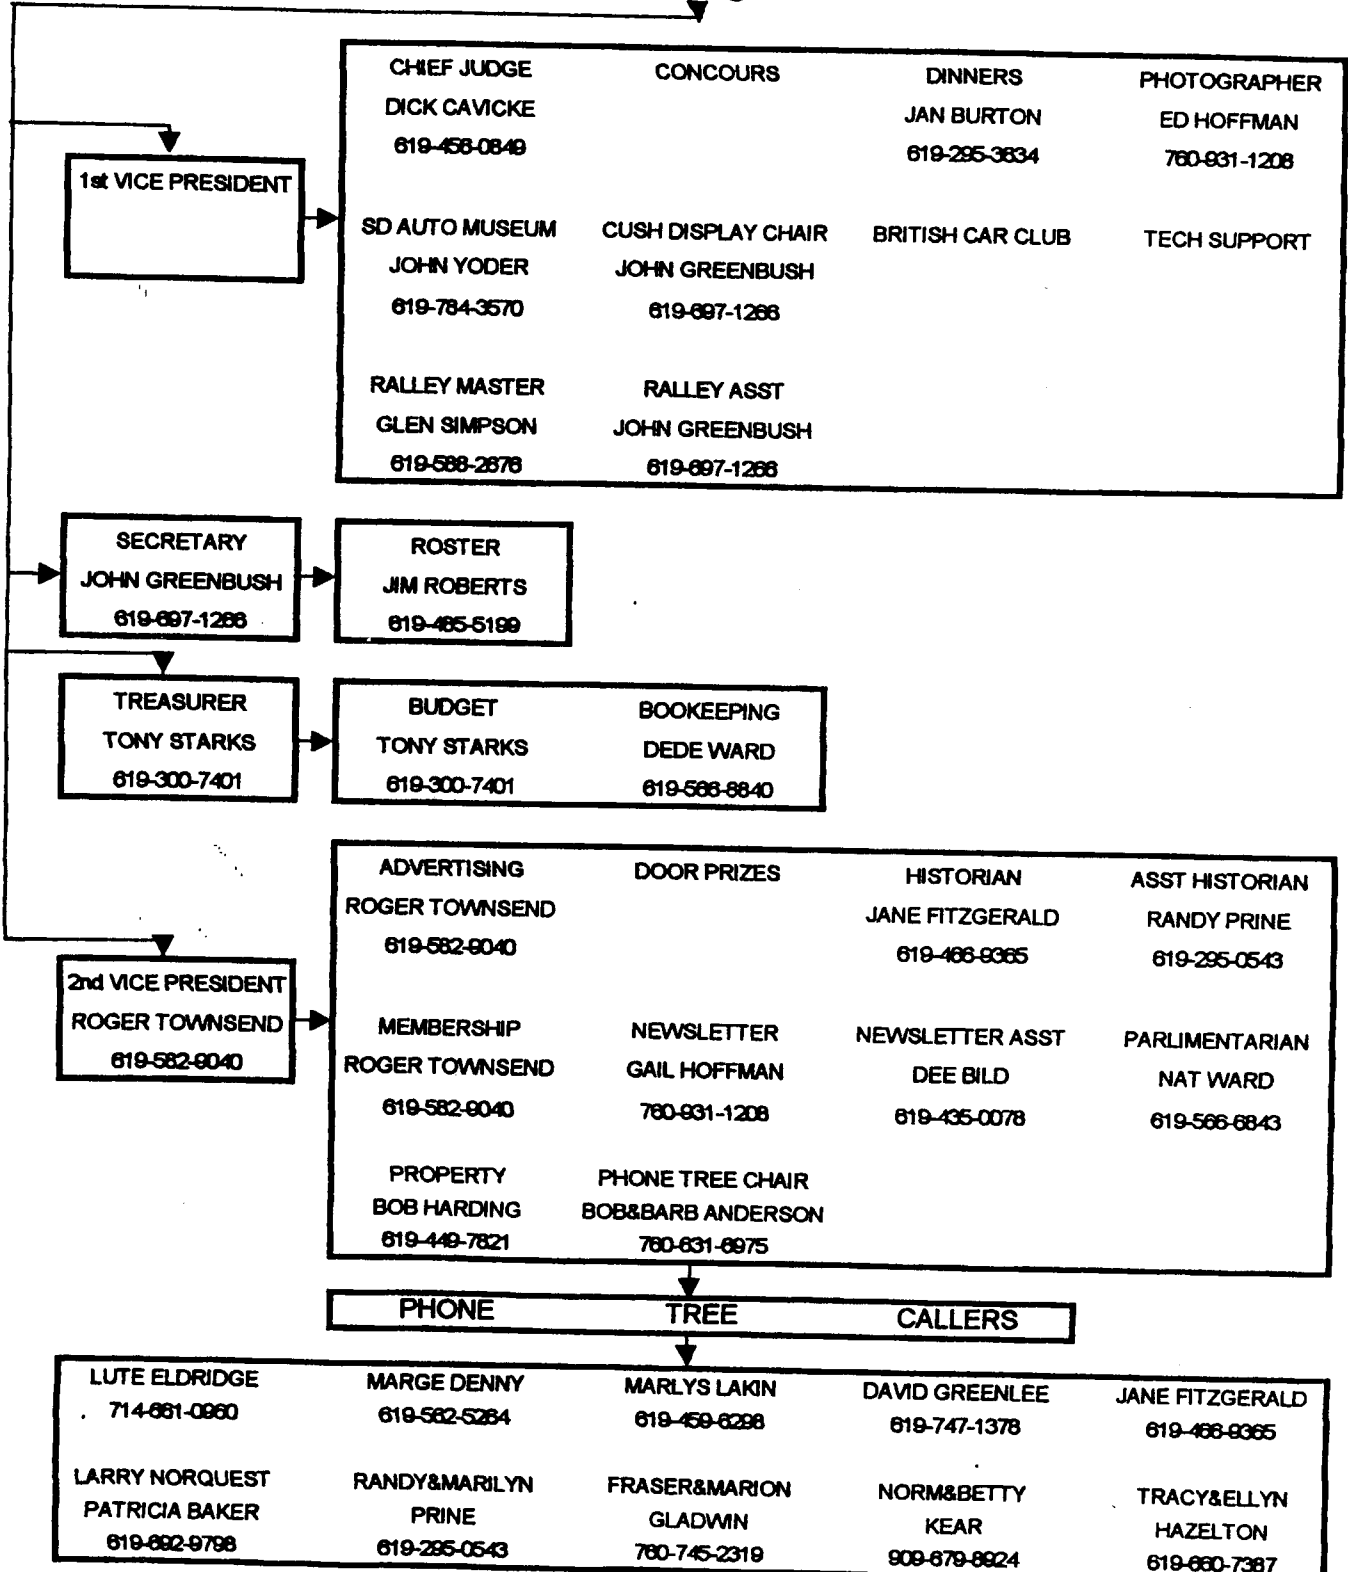 CHIEF JUDGE CONCOURS DINNERS PHOTOGRAPHER
DICK CAVICKE JAN BURTON ED HOFFMAN
619-456-0849 619-295-3634 760-931-1208
1st VICE PRESIDENT
SD AUTO MUSEUM CUSH DISPLAY CHAIR BRITISH CAR CLUB TECH SUPPORT
JOHN YODER JOHN GREENBUSH
619-784-3570 619-697-1266
RALLEY MASTER RALLEY ASST
GLEN SIMPSON JOHN GREENBUSH
619-588-2676 619-697-1266
SECRETARY ROSTER
JOHN GREENBUSH JIM ROBERTS
619-697-1266 619-465-5199
TREASURER BUDGET BOOKEEPING
TONY STARKS TONY STARKS DEDE WARD
619-300-7401 619-300-7401 619-566-8840
ADVERTISING DOOR PRIZES HISTORIAN ASST HISTORIAN
ROGER TOWNSEND JANE FITZGERALD RANDY PRINE
619-582-9040 619-466-9365 619-295-0543
2nd VICE PRESIDENT
ROGER TOWNSEND
619-582-9040
MEMBERSHIP NEWSLETTER NEWSLETTER ASST PARLIMENTARIAN
ROGER TOWNSEND GAIL HOFFMAN DEE BILD NAT WARD
619-582-9040 760-931-1208 619-435-0078 619-566-6843
PROPERTY PHONE TREE CHAIR
BOB HARDING BOB&BARB ANDERSON
619-449-7821 760-631-6975
PHONE TREE CALLERS
LUTE ELDRIDGE MARGE DENNY MARLYS LAKIN DAVID GREENLEE JANE FITZGERALD
714-661-0960 619-562-5264 619-459-6298 619-747-1378 619-466-9365
LARRY NORQUEST RANDY&MARILYN FRASER&MARION NORM&BETTY TRACY&ELLYN
PATRICIA BAKER PRINE GLADWIN KEAR HAZELTON
619-692-9798 619-295-0543 760-745-2319 909-679-8924 619-660-7387